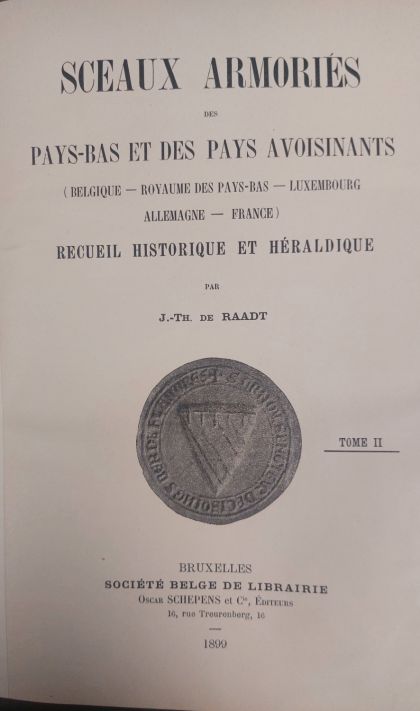 SCEAUX ARMORIÉS
DES
PAYS-BAS ET DES PAYS AVOISINANTS
(BELGIQUE — ROYAUME DES PAYS-BAS — LUXEMBOURG
ALLEMAGNE — FRANCE)
RECUEIL HISTORIQUE ET HÉRALDIQUE
PAR
J.-TH. DE RAADT
TOME II
BRUXELLES
SOCIÉTÉ BELGE DE LIBRAIRIE
OSCAR SCHEPENS et Cie, ÉDITEURS
16, rue Treurenberg, 16
1899